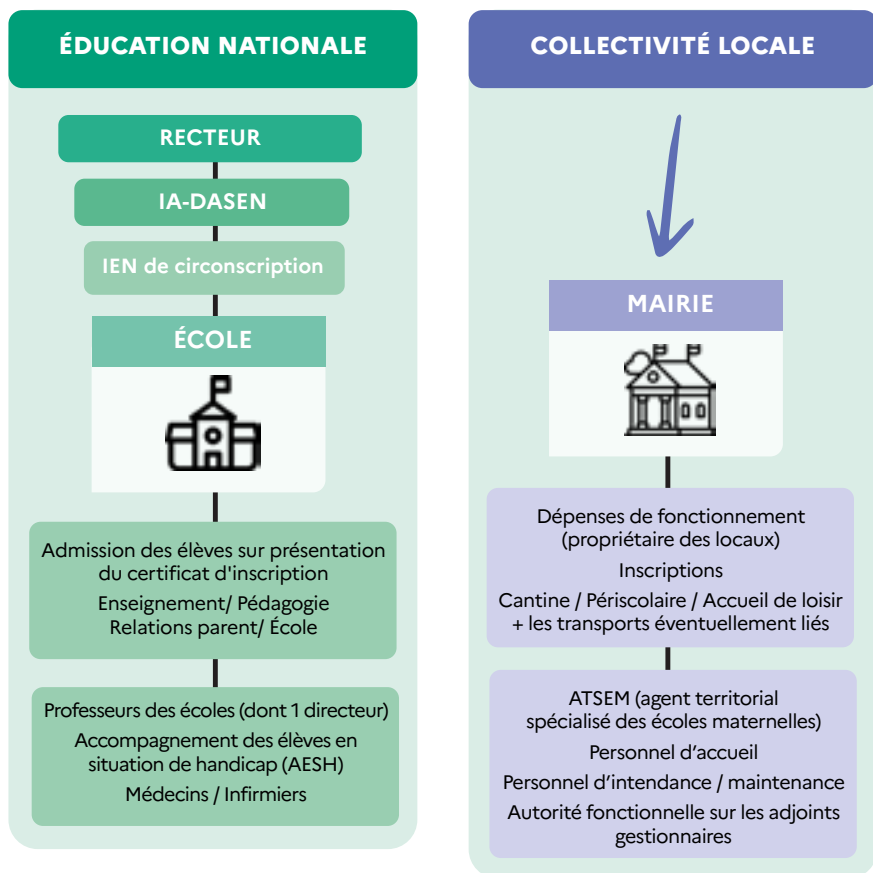 ÉDUCATION NATIONALE
RECTEUR
IA-DASEN
IEN de circonscription
ÉCOLE
Admission des élèves sur présentation
du certificat d'inscription
Enseignement/ Pédagogie
Relations parent/ École
Professeurs des écoles (dont 1 directeur)
Accompagnement des élèves en
situation de handicap (AESH)
Médecins / Infirmiers
COLLECTIVITÉ LOCALE
MAIRIE
Dépenses de fonctionnement
(propriétaire des locaux)
Inscriptions
Cantine / Périscolaire / Accueil de loisir
+ les transports éventuellement liés
ATSEM (agent territorial
spécialisé des écoles maternelles)
Personnel d’accueil
Personnel d’intendance / maintenance
Autorité fonctionnelle sur les adjoints
gestionnaires